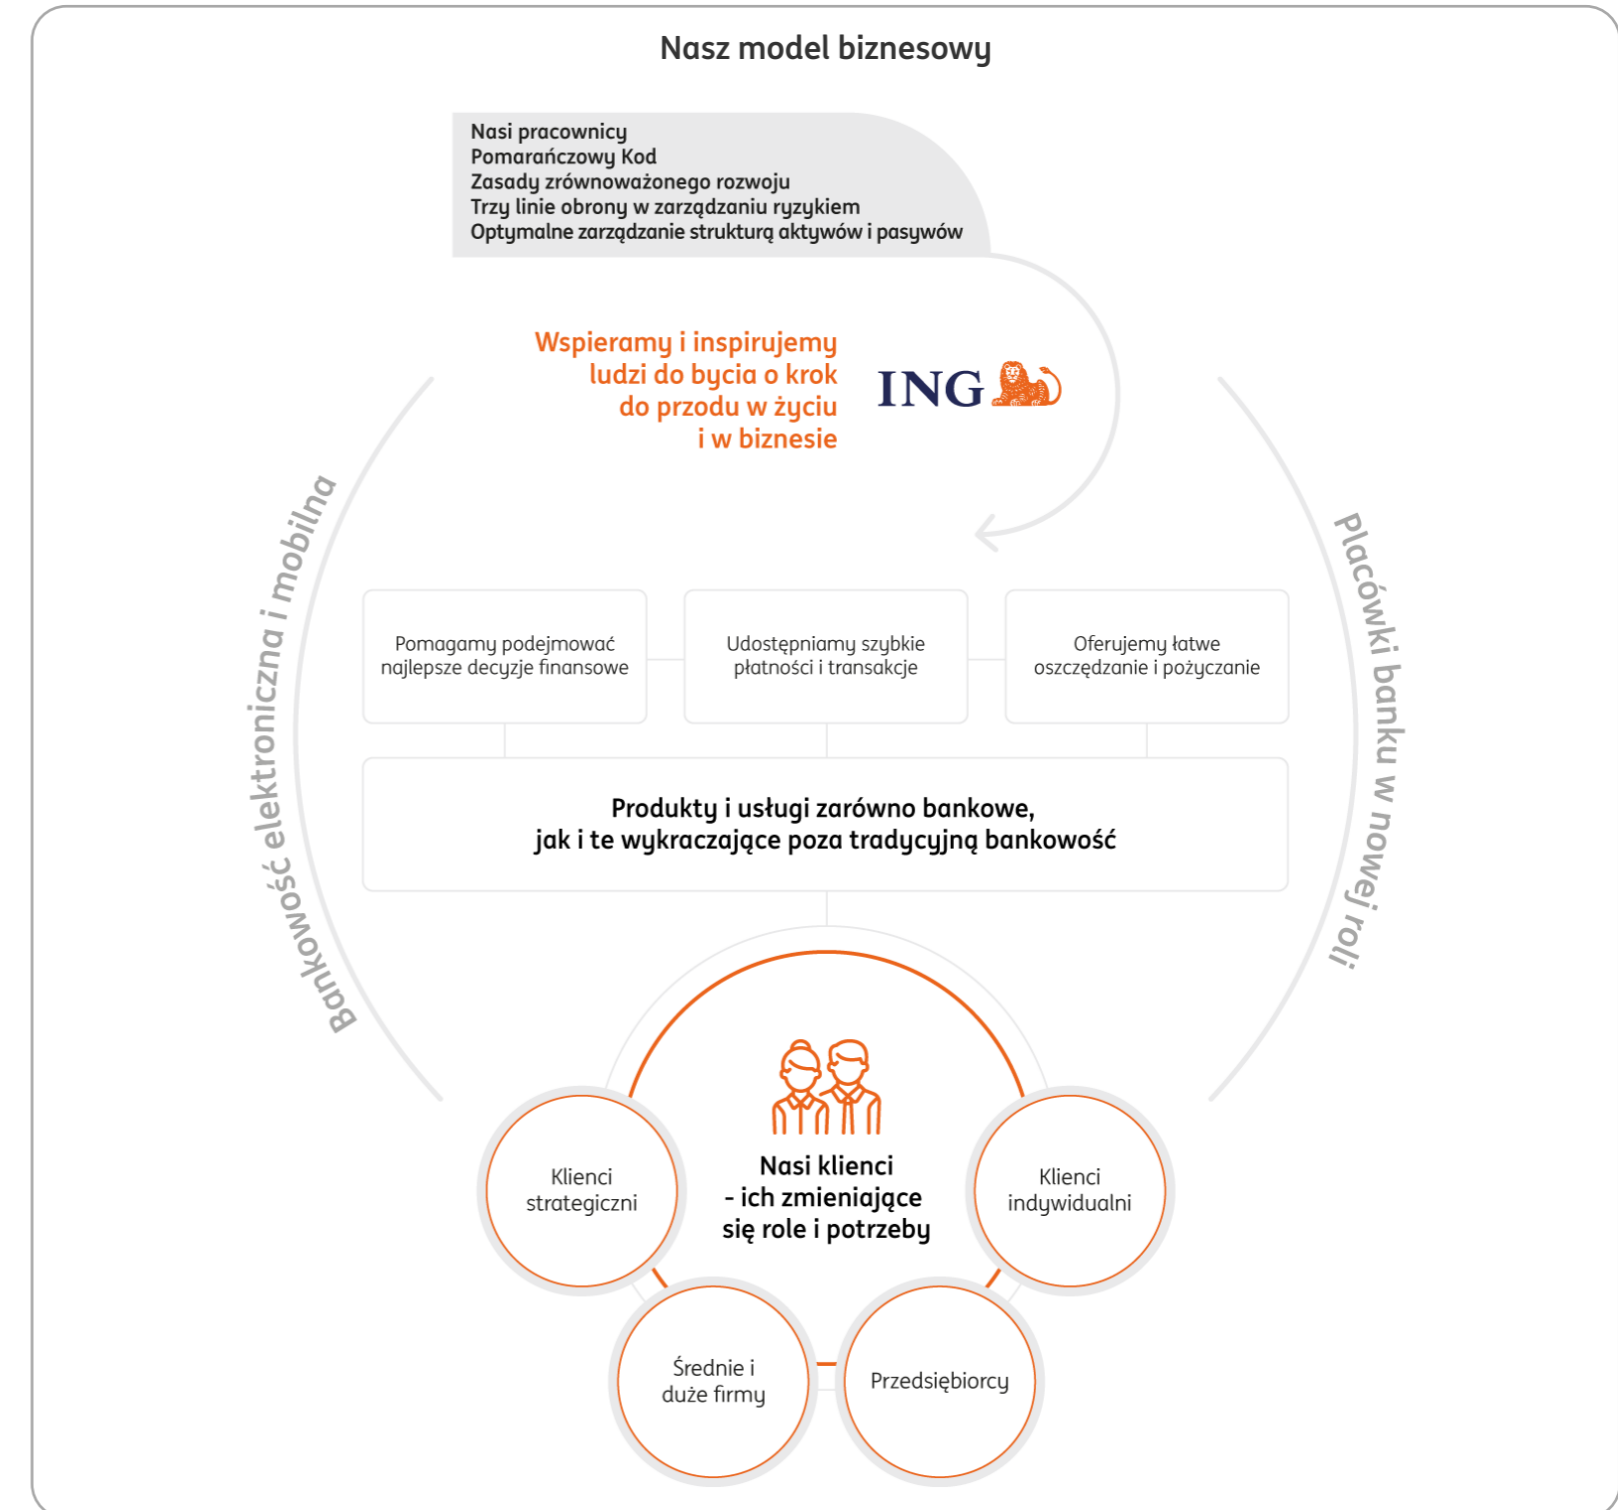 Nasz model biznesowy
Nasi pracownicy
Pomarańczowy Kod
Zasady zrównoważonego rozwoju
Trzy linie obrony w zarządzaniu ryzykiem
Optymalne zarządzanie strukturą aktywów i pasywów
Wspieramy i inspirujemy
ludzi do bycia o krok
do przodu w życiu
i w biznesie
ING
Bankowość elektroniczna i mobilna
Placówki banku w nowej roli
Pomagamy podejmować
najlepsze decyzje finansowe
Udostępniamy szybkie
płatności i transakcje
Oferujemy łatwe
oszczędzanie i pożyczanie
Produkty i usługi zarówno bankowe,
jak i te wykraczające poza tradycyjną bankowość
Nasi klienci
- ich zmieniające
się role i potrzeby
Klienci
strategiczni
Klienci
indywidualni
Średnie i
duże firmy
Przedsiębiorcy